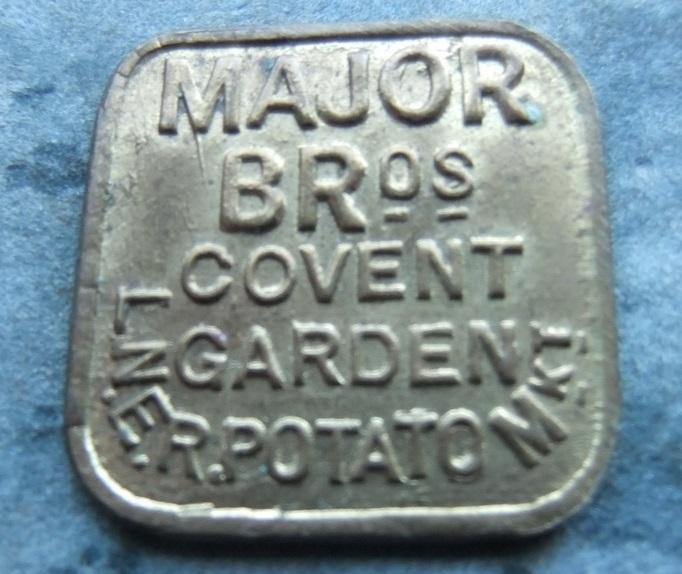 MAJOR
BROS
COVENT
GARDEN
L.N.E.R. POTATO MKT